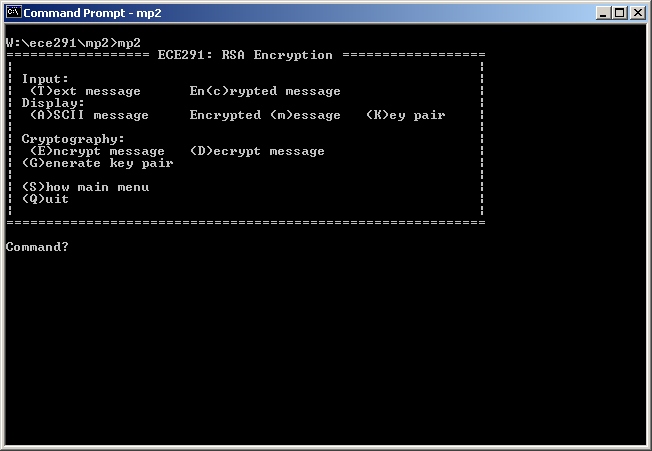 Command Prompt - mp2
W:\ece291\mp2>mp2
================== ECE291: RSA Encryption ==================
¦ Input: ¦
¦ (T)ext message En(c)rypted message ¦
¦ Display: ¦
¦ (A)SCII message Encrypted (m)essage (K)ey pair ¦
¦ Cryptography: ¦
¦ (E)ncrypt message (D)ecrypt message ¦
¦ (G)enerate key pair ¦
¦ (S)how main menu ¦
¦ (Q)uit ¦
============================================================
Command?